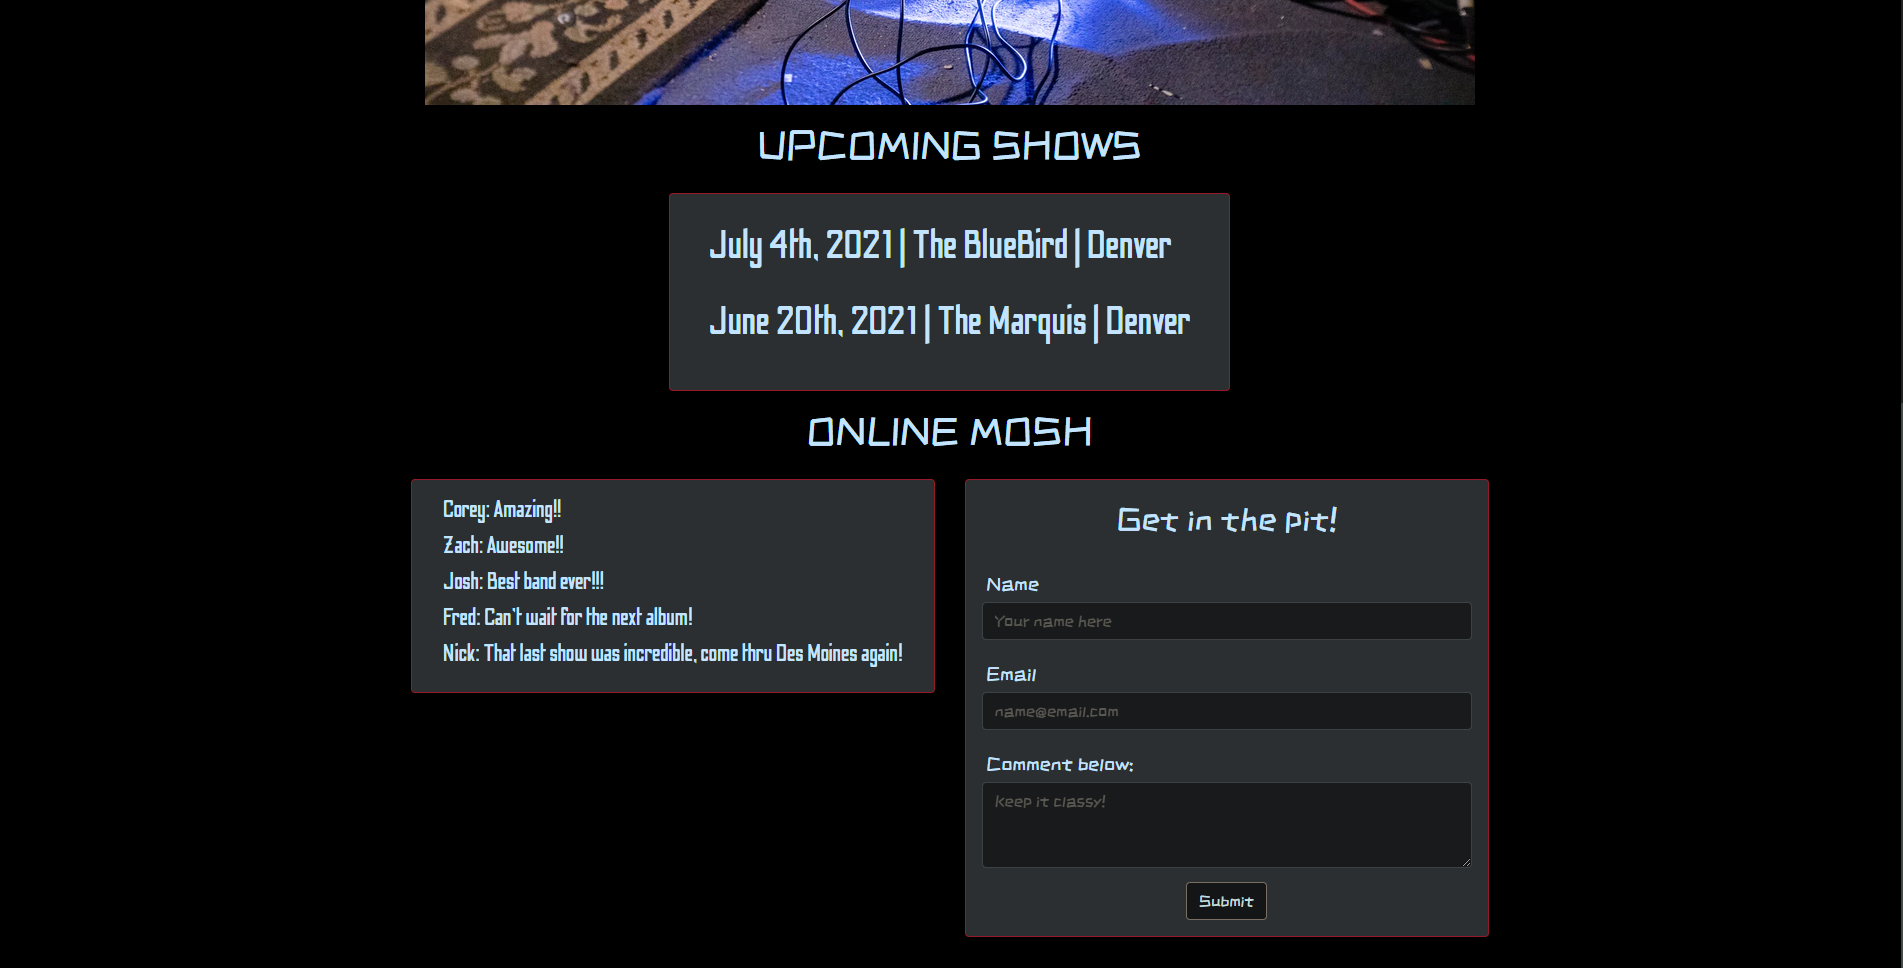 UPCOMING SHOWS
July 4th, 2021 | The BlueBird | Denver
June 20th, 2021 | The Marquis | Denver
ONLINE MOSH
Corey: Amazing!!
Zach: Awesome!!
Josh: Best band ever!!!
Fred: Can't wait for the next album!
Nick: That last show was incredible, come thru Des Moines again!
Get in the pit!
Name
Your name here
Email
name@email.com
Comment below:
Keep it classy!
Submit